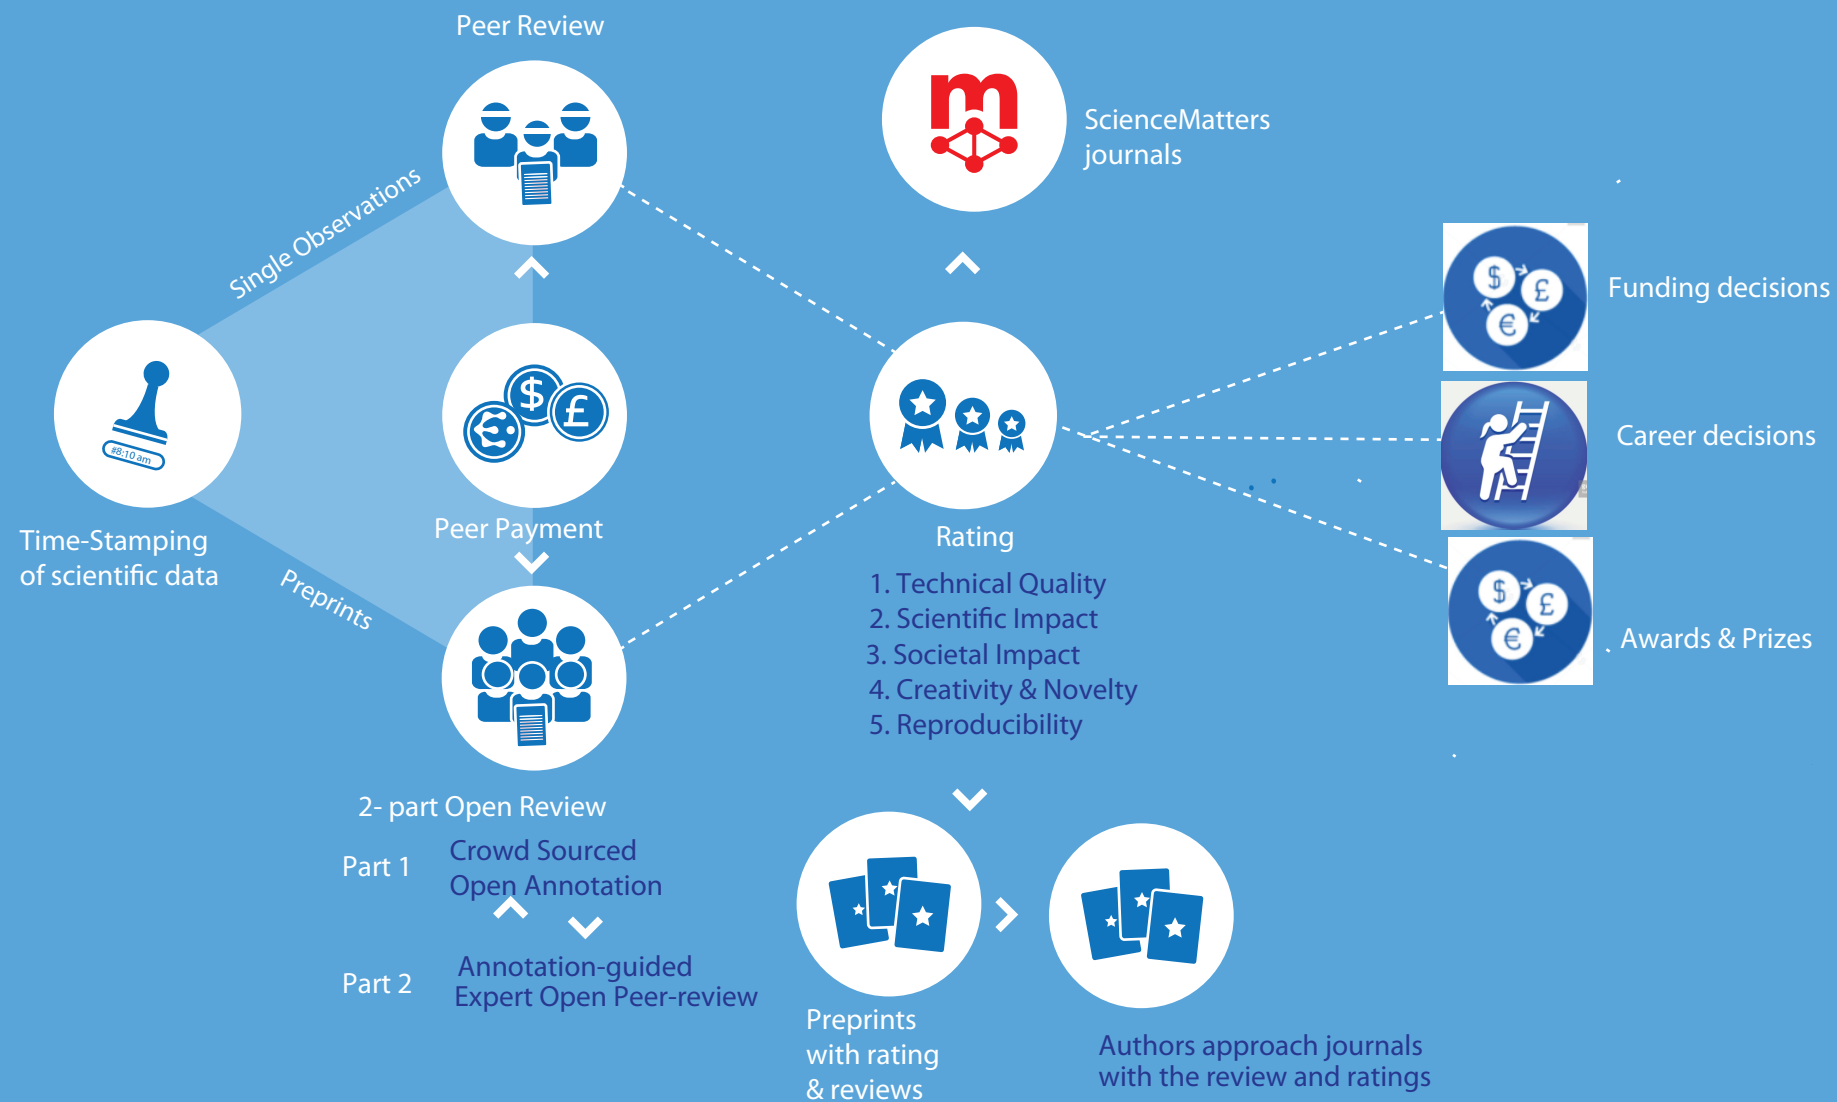 Peer Review
m
ScienceMatters
journals
Single Observations
$
£
€
Funding decisions
$
£
#8:10 am
Career decisions
Time-Stamping
of scientific data
Peer Payment
Rating
Preprints
1. Technical Quality
2. Scientific Impact
3. Societal Impact
4. Creativity & Novelty
5. Reproducibility
$
£
€
Awards & Prizes
2- part Open Review
Part 1
Crowd Sourced
Open Annotation
Part 2
Annotation-guided
Expert Open Peer-review
Preprints
with rating
& reviews
Authors approach journals
with the review and ratings